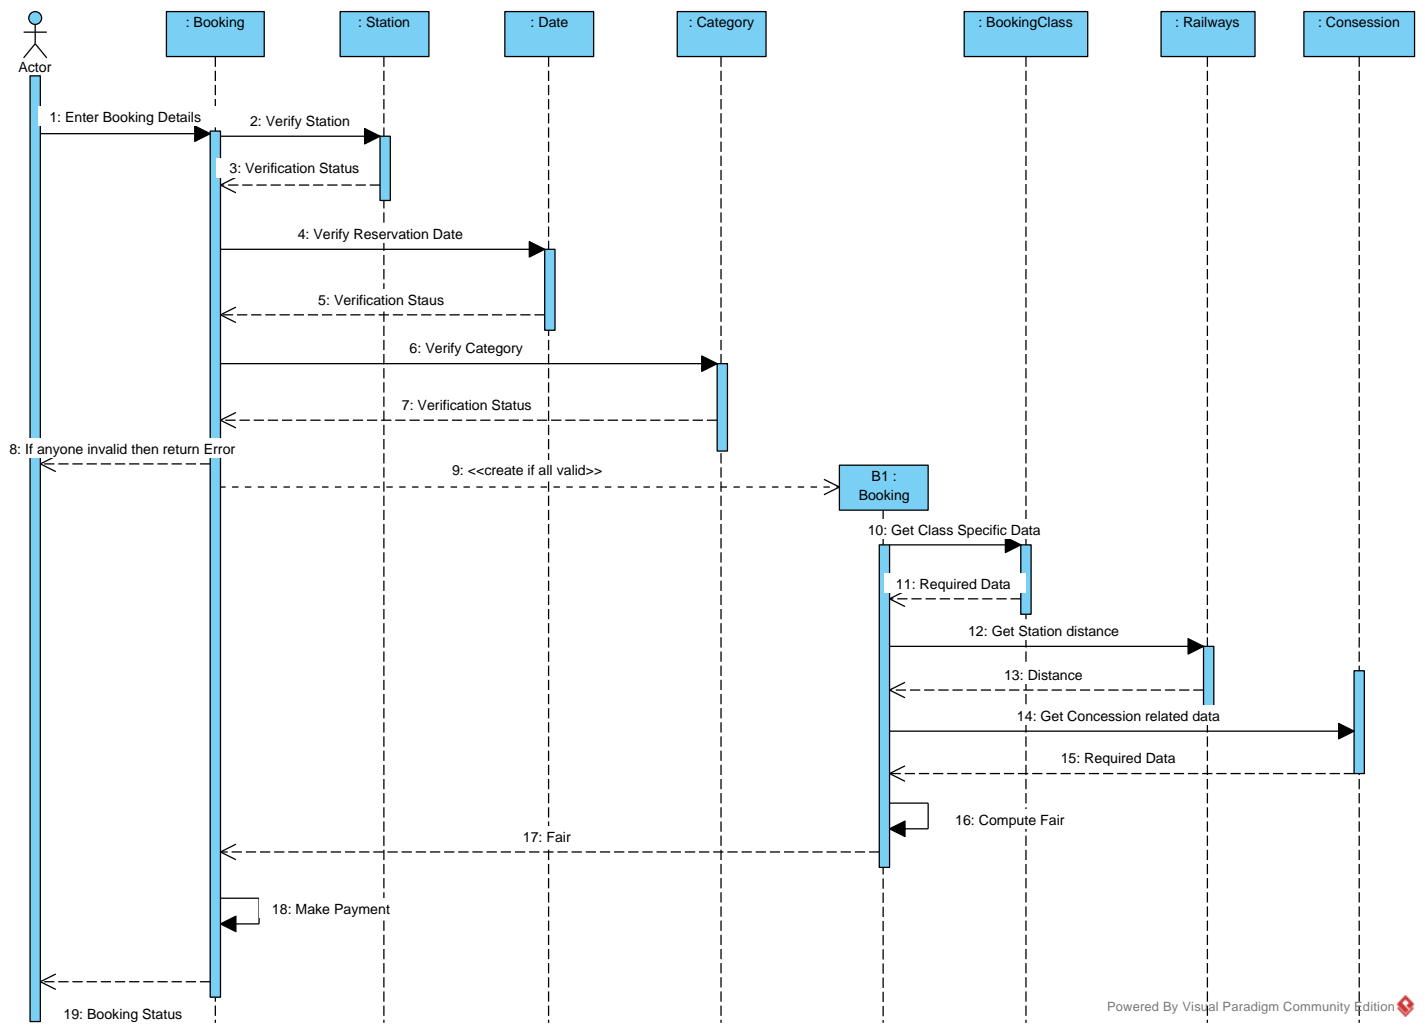 : Booking
: Station
: Date
: Category
: BookingClass
: Railways
: Consession
Actor
1: Enter Booking Details
2: Verify Station
3: Verification Status
4: Verify Reservation Date
5: Verification Staus
6: Verify Category
7: Verification Status
8: If anyone invalid then return Error
9: <<create if all valid>>
B1 :
Booking
10: Get Class Specific Data
11: Required Data
12: Get Station distance
13: Distance
14: Get Concession related data
15: Required Data
16: Compute Fair
17: Fair
18: Make Payment
19: Booking Status
Powered By Visual Paradigm Community Edition